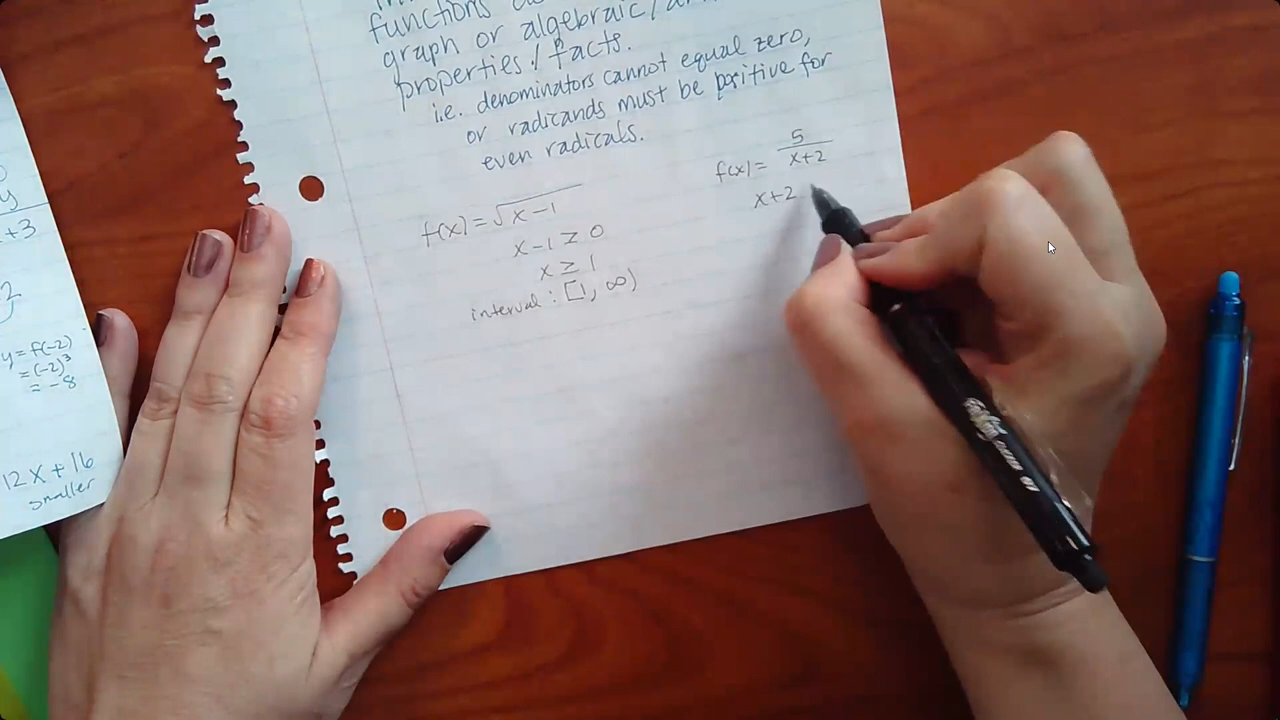 functions
graph or algebraic/
properties/facts.
i.e. denominators cannot equal zero,
or radicands must be positive for
even radicals.
f(x) = √x-1
x-1 ≥ 0
x ≥ 1
interval: [1, ∞)
f(x) = 5/x+2
x+2
y
+3
2
y = f(-2)
= (-2)³
= -8
12x+16
smaller